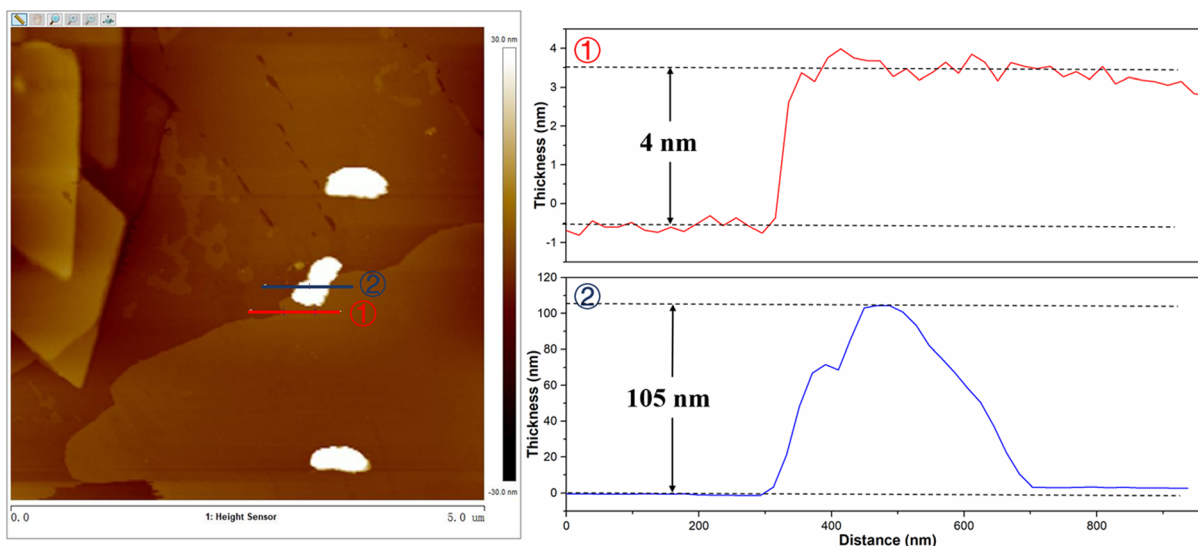 30.0 nm
②
①
-30.0 nm
0.0
1: Height Sensor
5.0 um
①
4
3
2
1
0
-1
Thickness (nm)
4 nm
②
120
100
80
60
40
20
0
Thickness (nm)
105 nm
0
200
400
600
800
Distance (nm)